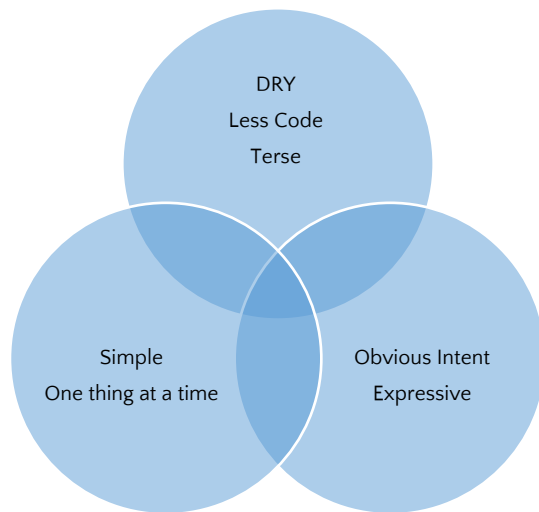 DRY
Less Code
Terse
Simple
One thing at a time
Obvious Intent
Expressive